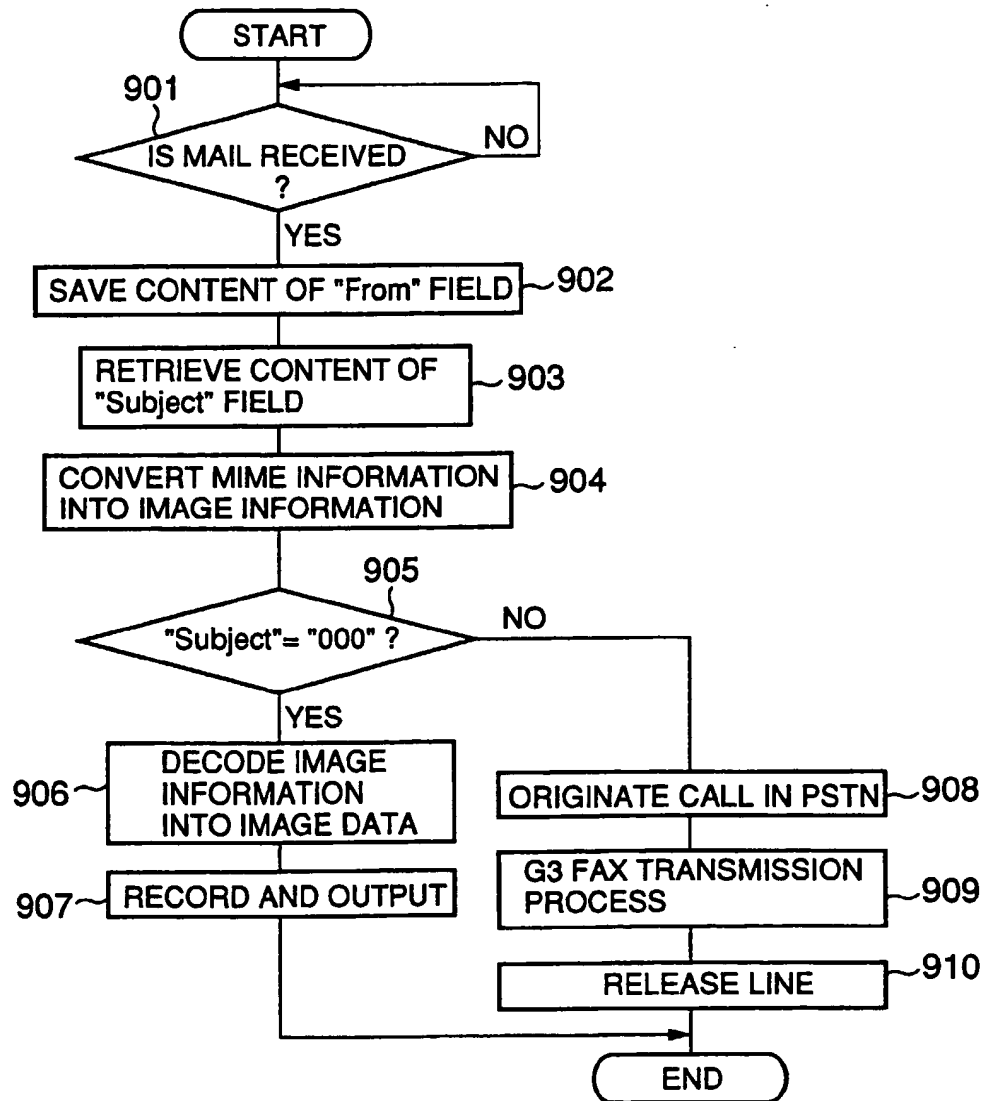 START
901
IS MAIL RECEIVED
?
NO
YES
SAVE CONTENT OF "From" FIELD
902
RETRIEVE CONTENT OF
"Subject" FIELD
903
CONVERT MIME INFORMATION
INTO IMAGE INFORMATION
904
905
"Subject"= "000" ?
NO
YES
906
DECODE IMAGE
INFORMATION
INTO IMAGE DATA
907
RECORD AND OUTPUT
ORIGINATE CALL IN PSTN
908
G3 FAX TRANSMISSION
PROCESS
909
RELEASE LINE
910
END